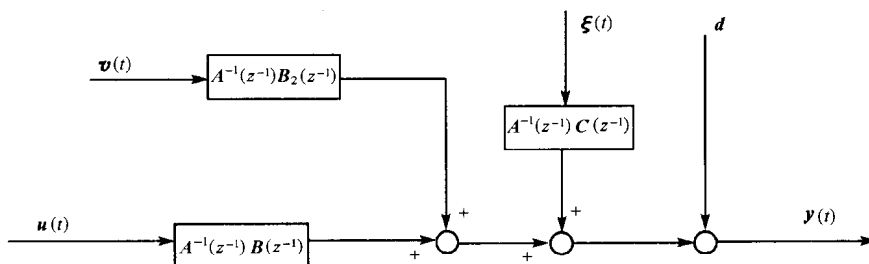 ξ(t)
d
v(t)
A⁻¹(z⁻¹)B₂(z⁻¹)
A⁻¹(z⁻¹) C(z⁻¹)
u(t)
+
+
y(t)
A⁻¹(z⁻¹) B(z⁻¹)
+
+